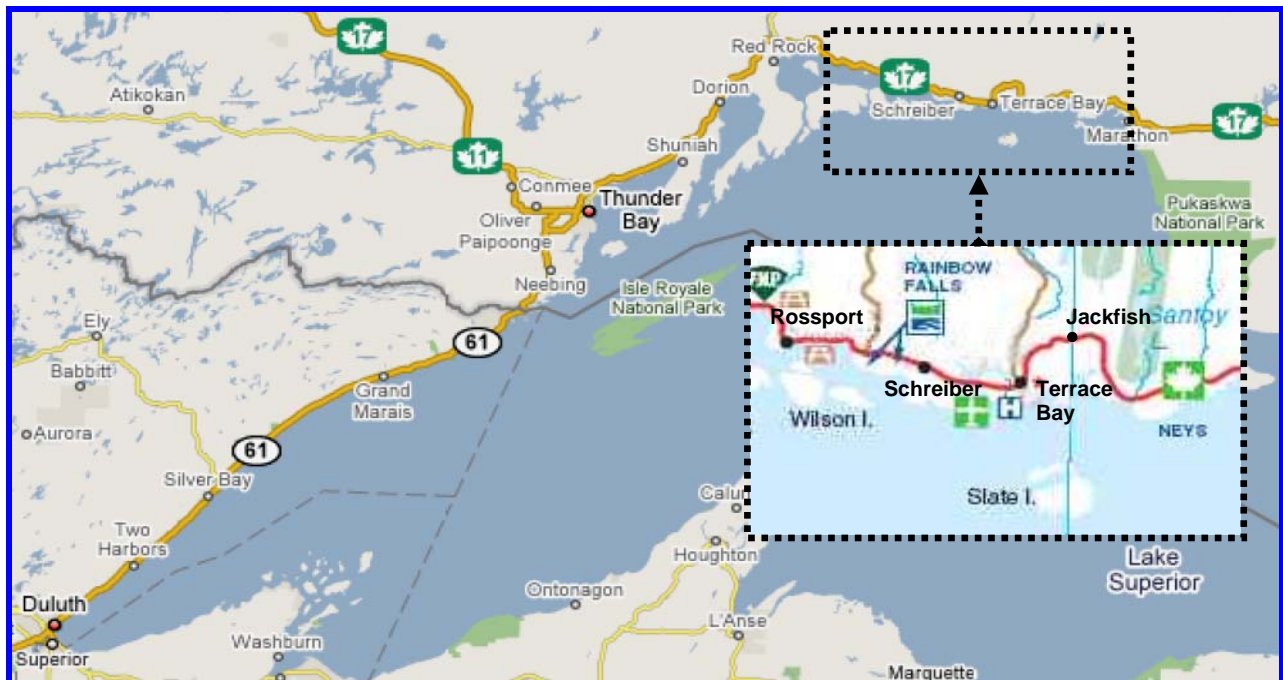 17
Red Rock
Atikokan
Dorion
17
Schreiber
Terrace Bay
Marathon
17
11
Shuniah
Conmee
Thunder
Bay
Oliver
Paipoonge
Neebing
Pukaskwa
National Park
Isle Royale
National Park
RAINBOW
FALLS
Rossport
Jackfish
Santoy
L
Schreiber
Terrace
Bay
Wilson I.
H
NEYS
Slate I.
Ely
61
Babbitt
Grand
Marais
Aurora
61
Silver Bay
Two
Harbors
Calum
Houghton
Lake
Superior
Duluth
Ontonagon
L'Anse
Superior
Washburn
Marquette